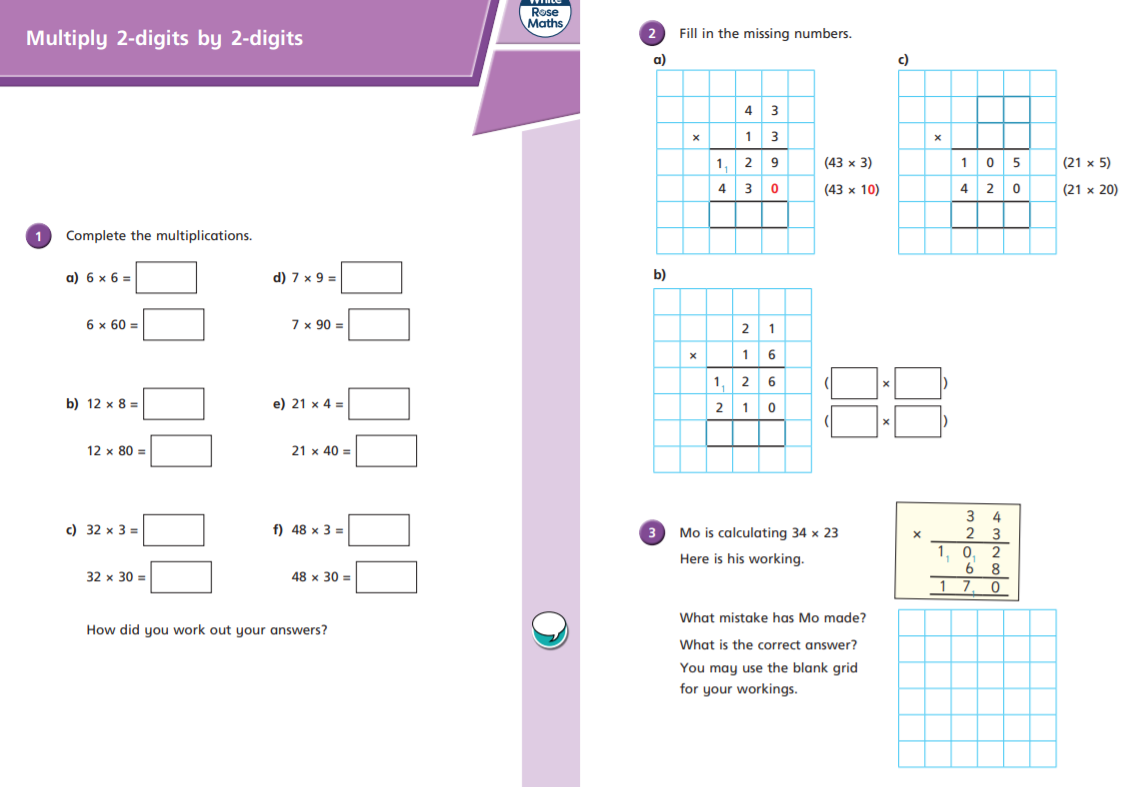 Multiply 2-digits by 2-digits
White
Rose
Maths
1 Complete the multiplications.
a) 6 × 6 =
6 × 60 =
b) 12 × 8 =
12 × 80 =
c) 32 × 3 =
32 × 30 =
d) 7 × 9 =
7 × 90 =
e) 21 × 4 =
21 × 40 =
f) 48 × 3 =
48 × 30 =
How did you work out your answers?
2 Fill in the missing numbers.
a)
4 3
× 1 3
1 1 2 9 (43 × 3)
4 3 0 (43 × 10)
c)
×
1 0 5 (21 × 5)
4 2 0 (21 × 20)
b)
2 1
× 1 6
1 1 2 6 ( × )
2 1 0 ( × )
3 Mo is calculating 34 × 23
Here is his working.
3 4
× 2 3
1 1 0 1 2
6 8
1 7 1 0
What mistake has Mo made?
What is the correct answer?
You may use the blank grid
for your workings.